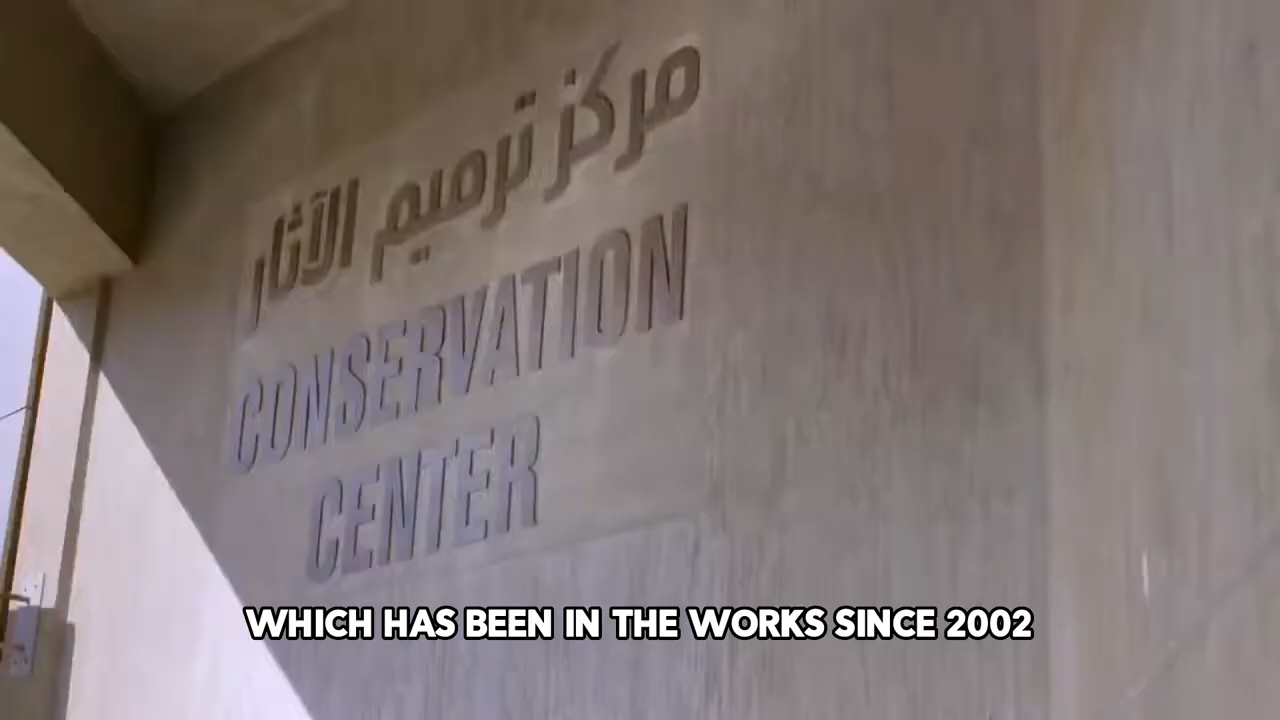 مركز ترميم الآثار
CONSERVATION
CENTER
WHICH HAS BEEN IN THE WORKS SINCE 2002